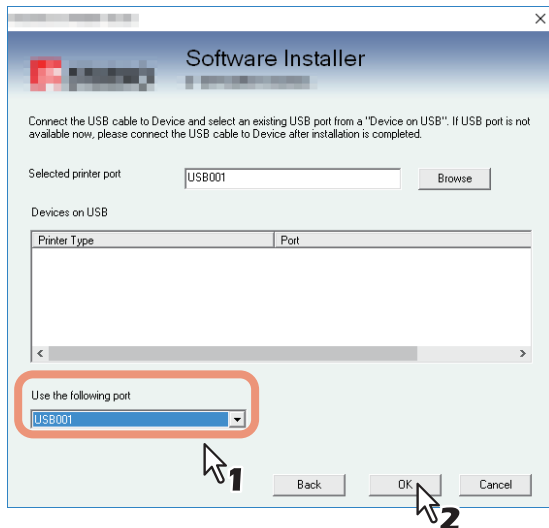 Software Installer
Connect the USB cable to Device and select an existing USB port from a "Device on USB". If USB port is not
available now, please connect the USB cable to Device after installation is completed.
Selected printer port
USB001
Browse
Devices on USB
Printer Type Port
Use the following port
USB001
1
Back OK Cancel
2